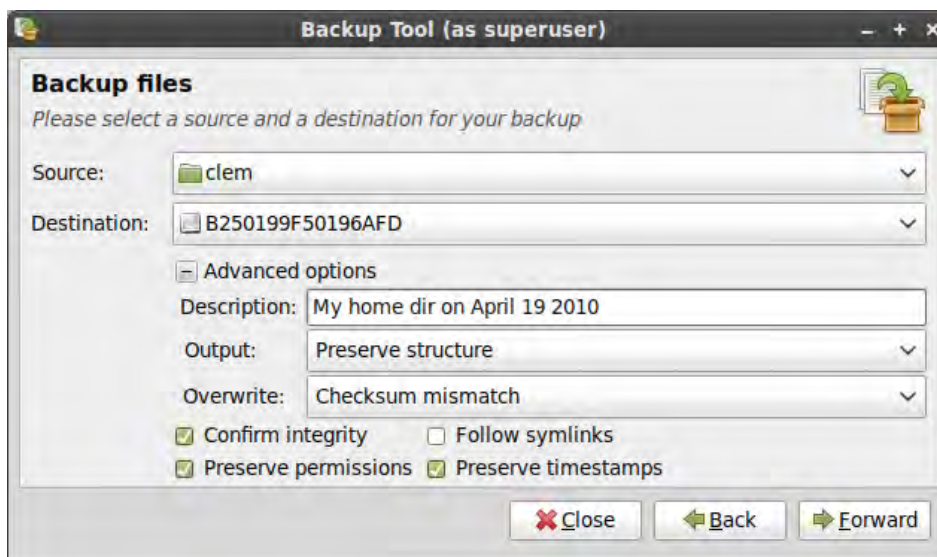 Backup Tool (as superuser)
Backup files
Please select a source and a destination for your backup
Source: clem
Destination: B250199F50196AFD
Advanced options
Description: My home dir on April 19 2010
Output: Preserve structure
Overwrite: Checksum mismatch
Confirm integrity Follow symlinks
Preserve permissions Preserve timestamps
Close Back Forward